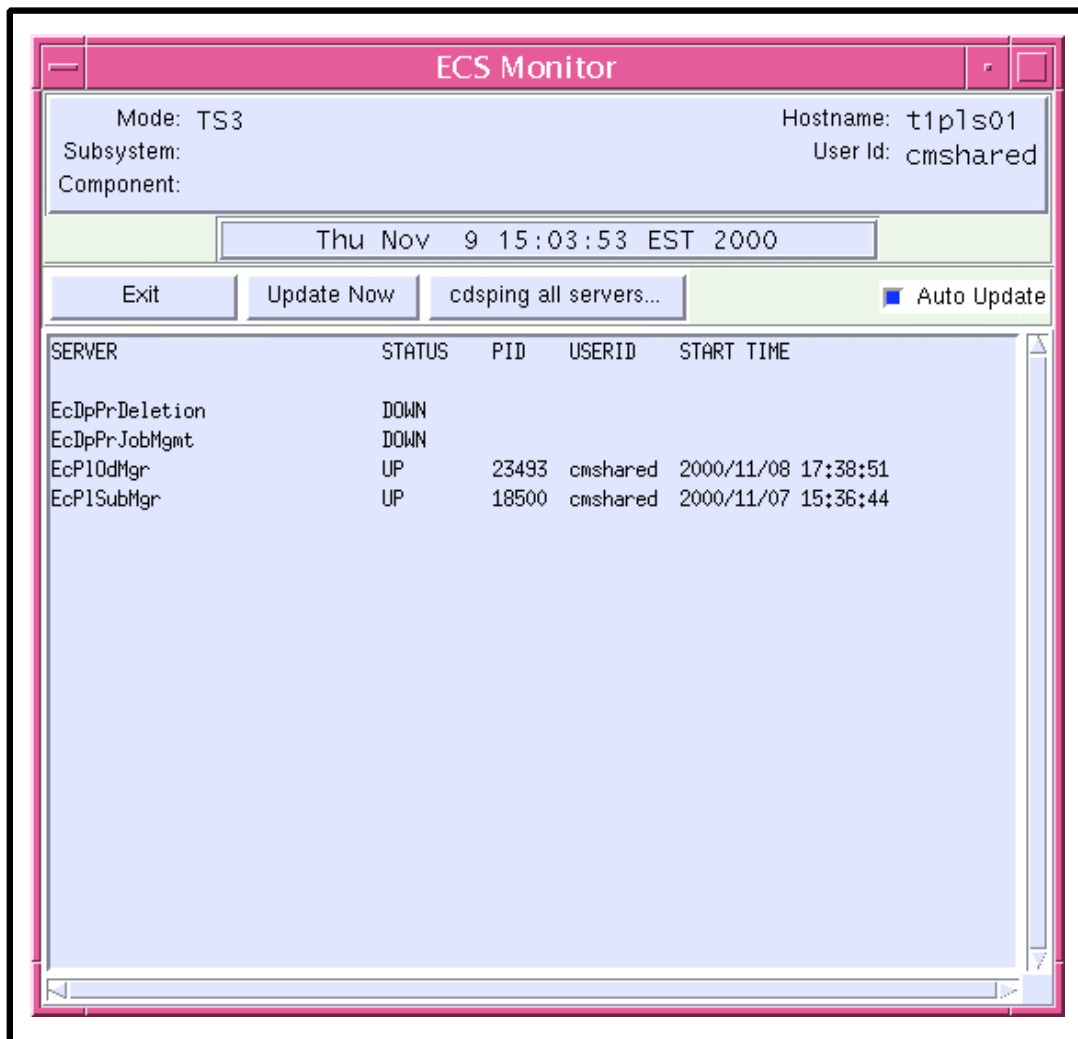 ECS Monitor
Mode: TS3 Hostname: t1pls01
Subsystem: User Id: cmshared
Component:
Thu Nov 9 15:03:53 EST 2000
Exit Update Now cdsping all servers... Auto Update
SERVER STATUS PID USERID START TIME
EcDpPrDeletion DOWN
EcDpPrJobMgmt DOWN
EcPlOdMgr UP 23493 cmshared 2000/11/08 17:38:51
EcPlSubMgr UP 18500 cmshared 2000/11/07 15:36:44